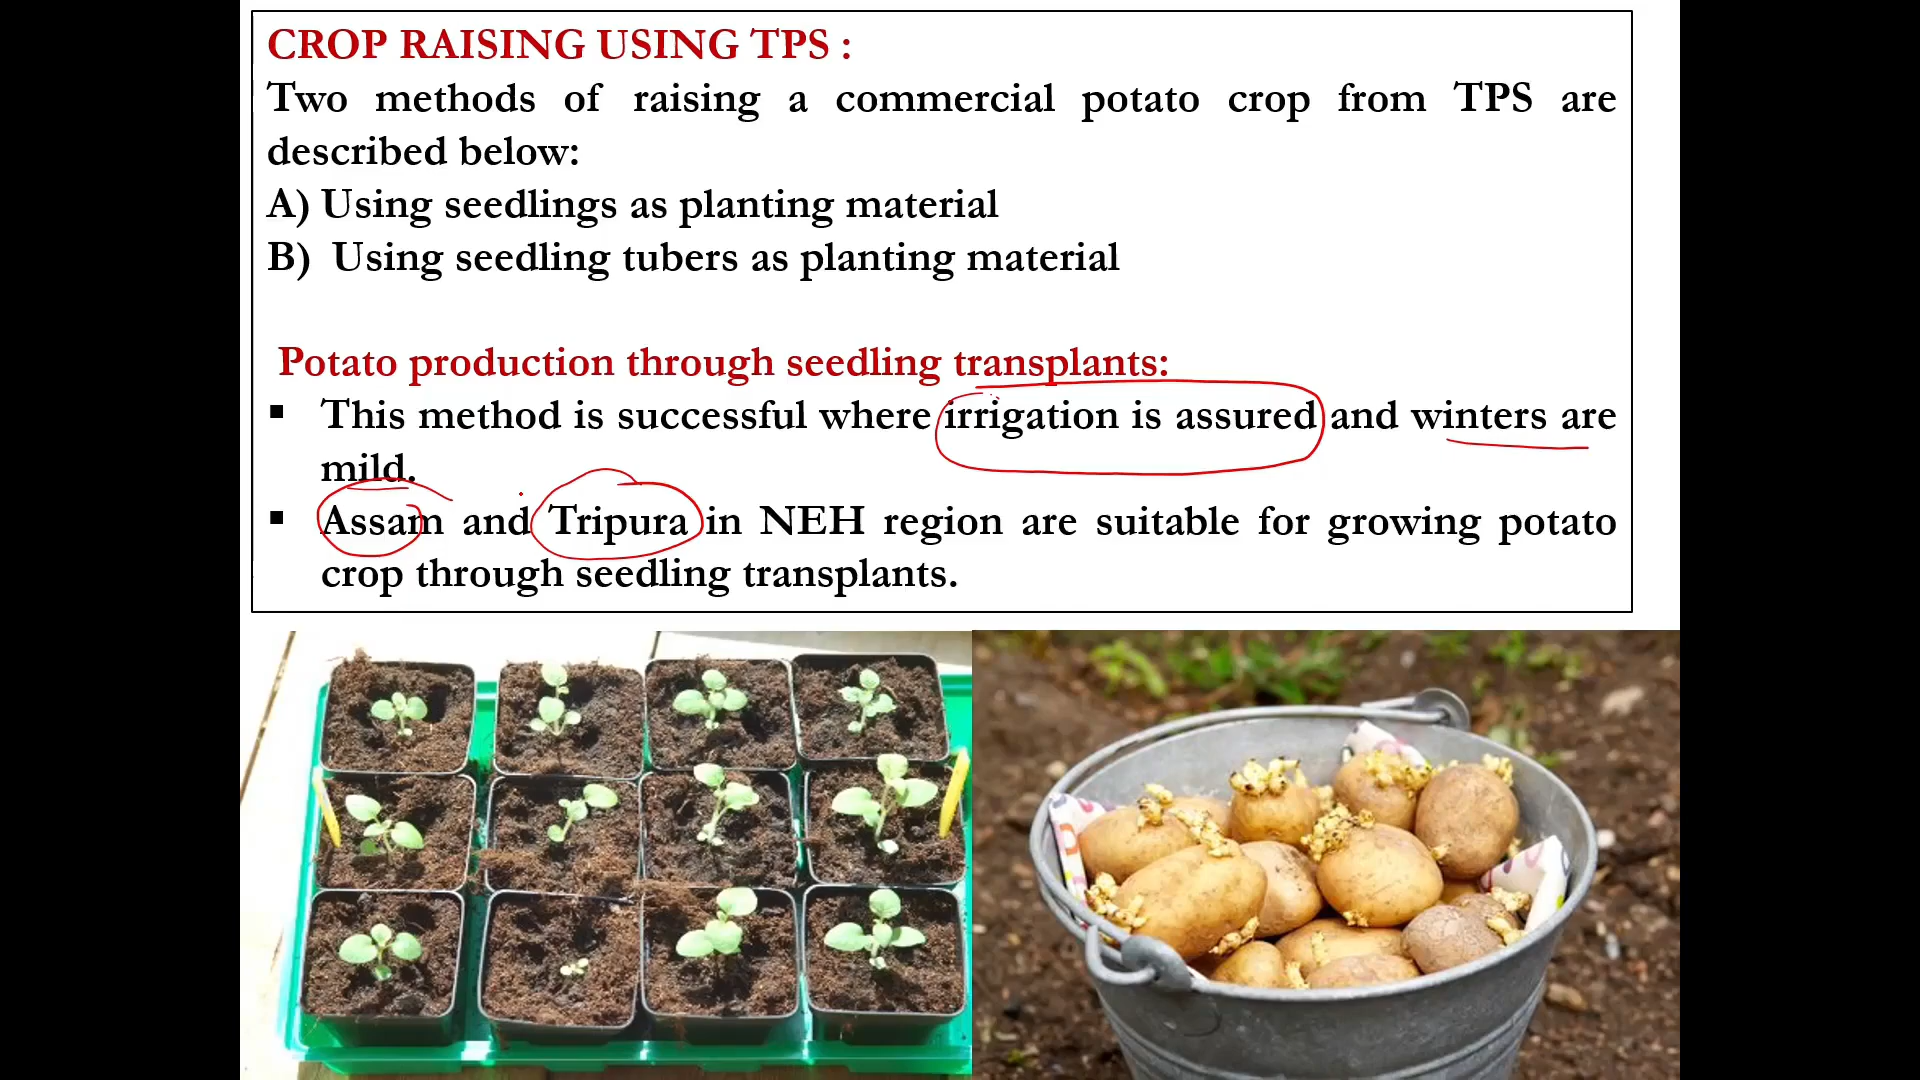 CROP RAISING USING TPS :
Two methods of raising a commercial potato crop from TPS are
described below:
A) Using seedlings as planting material
B) Using seedling tubers as planting material
Potato production through seedling transplants:
▪ This method is successful where irrigation is assured and winters are
mild.
▪ Assam and Tripura in NEH region are suitable for growing potato
crop through seedling transplants.